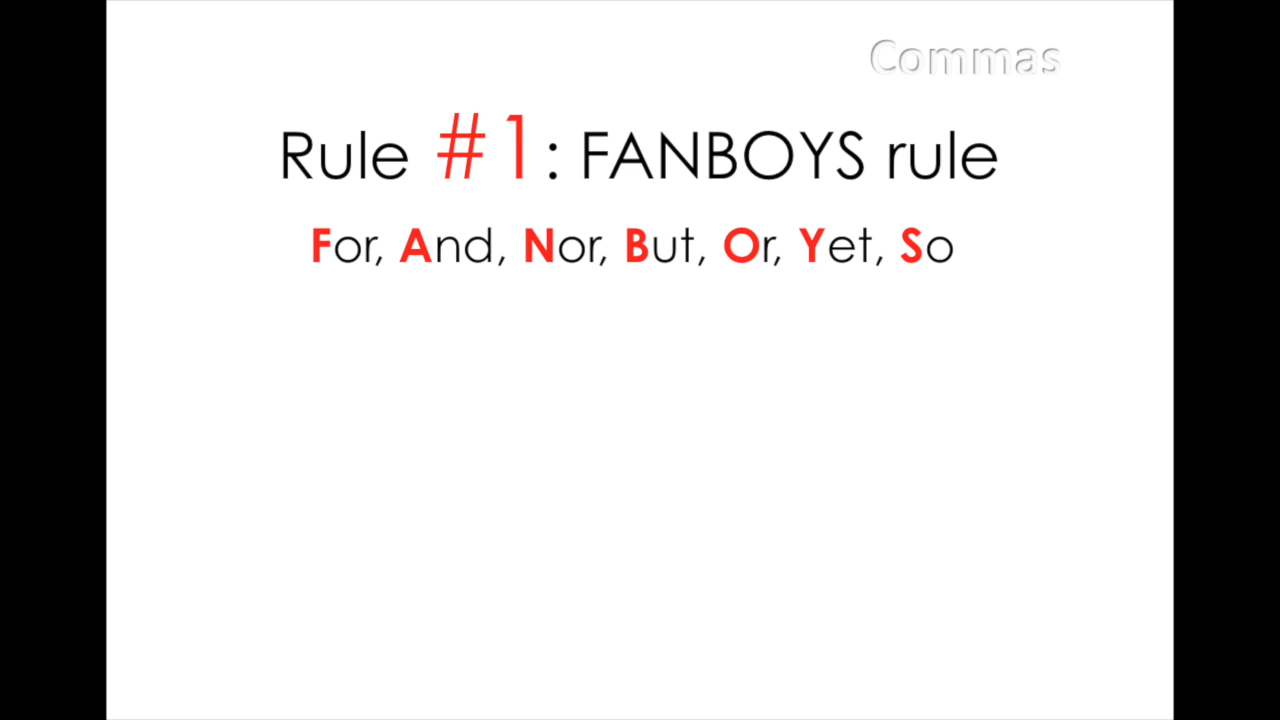 Commas
Rule #1: FANBOYS rule
For, And, Nor, But, Or, Yet, So